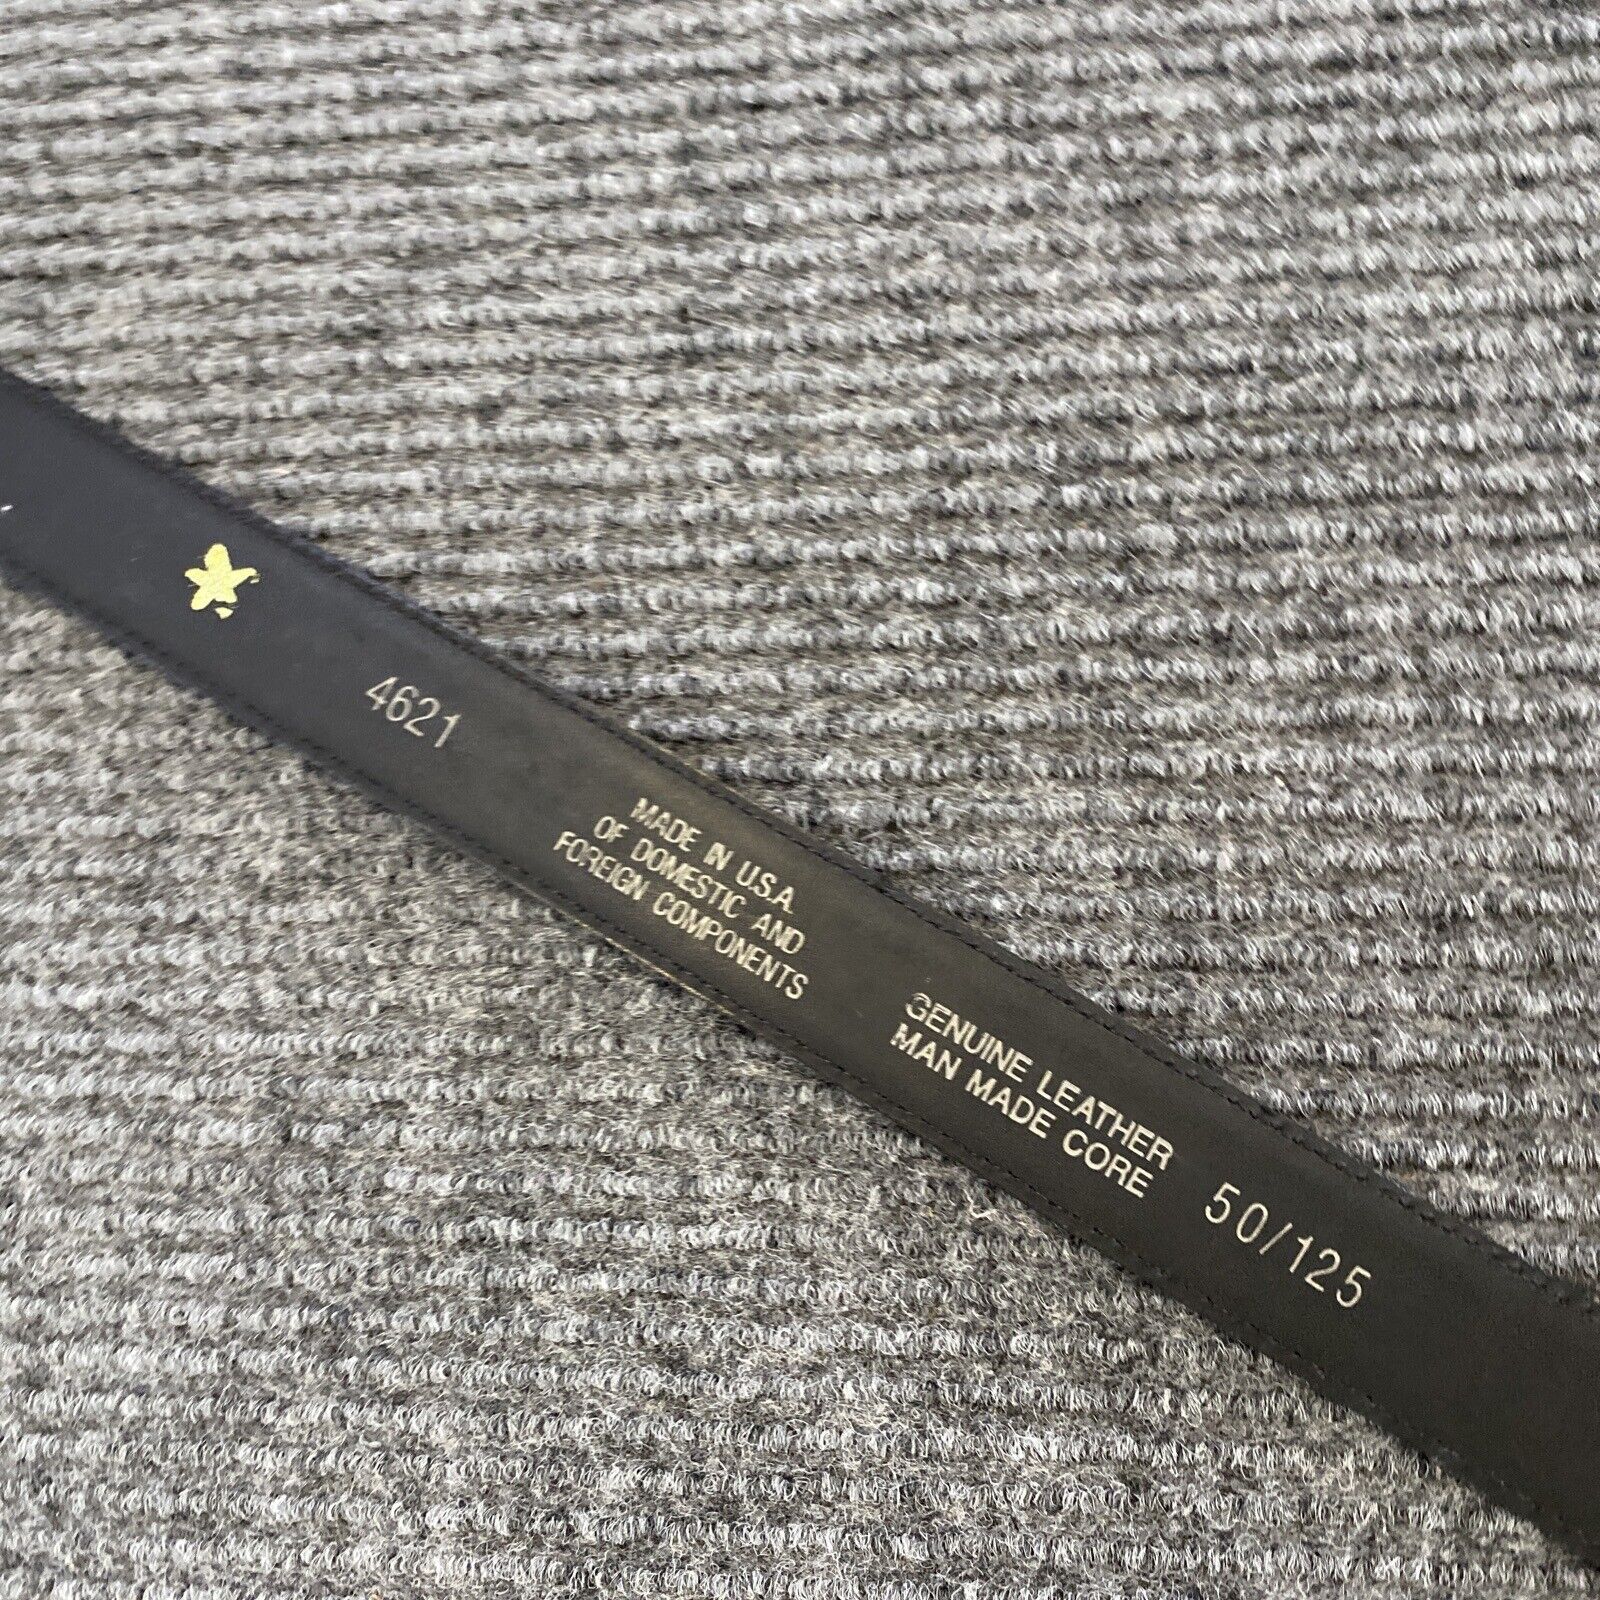 4621
MADE IN U.S.A.
OF DOMESTIC AND
FOREIGN COMPONENTS
GENUINE LEATHER
MAN MADE CORE
50/125